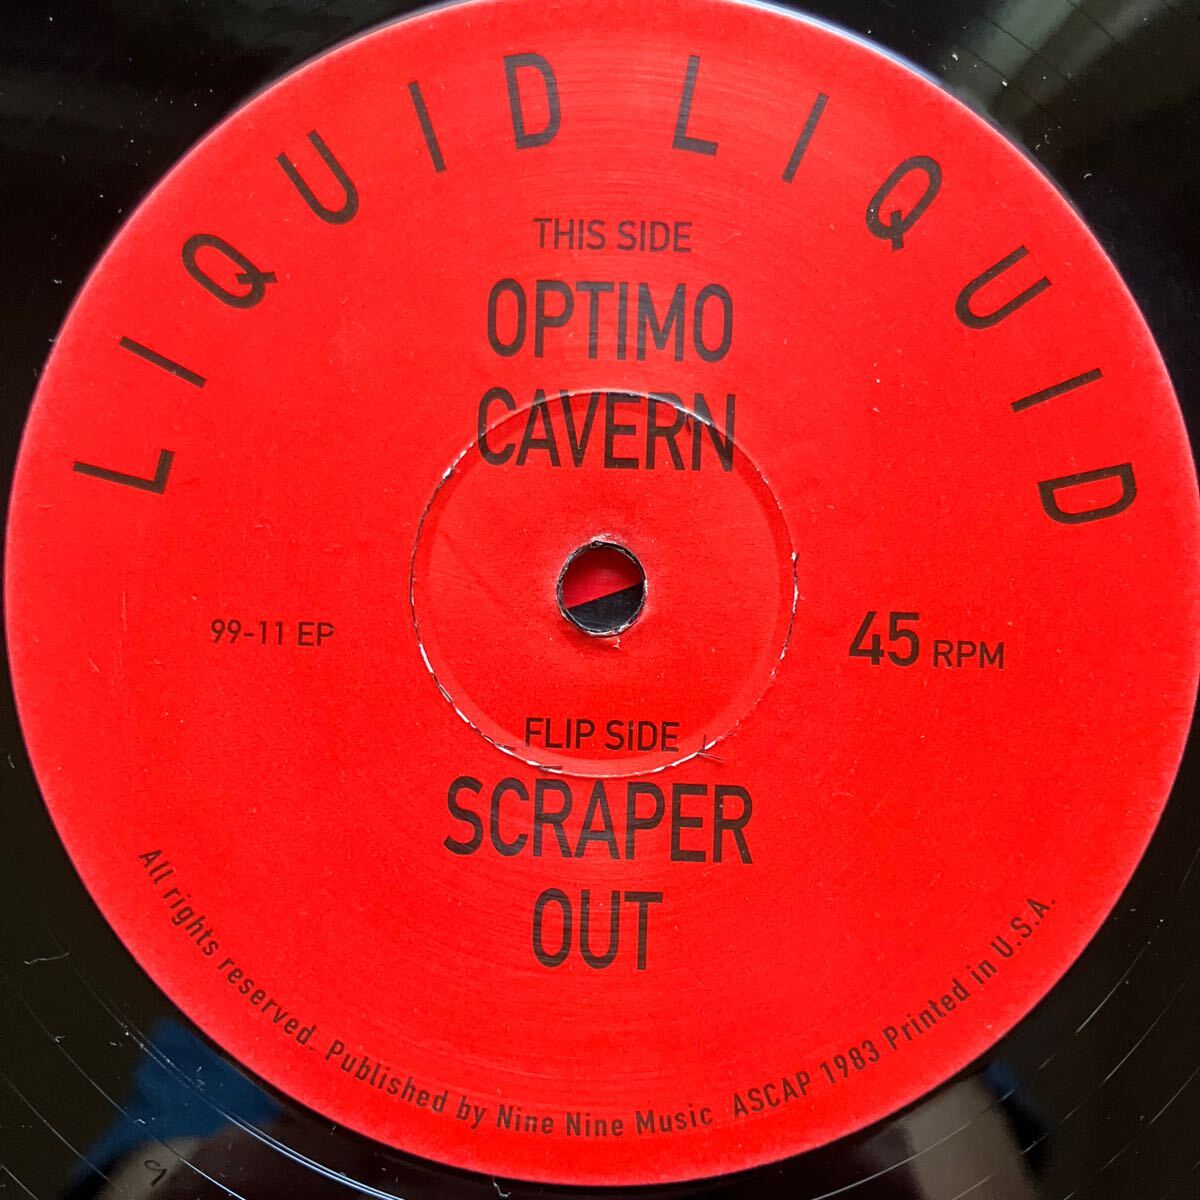 LIQUID LIQUID
THIS SIDE
OPTIMO
CAVERN
99-11 EP
45 RPM
FLIP SIDE
SCRAPER
OUT
All rights reserved. Published by Nine Nine Music ASCAP 1983 Printed in U.S.A.